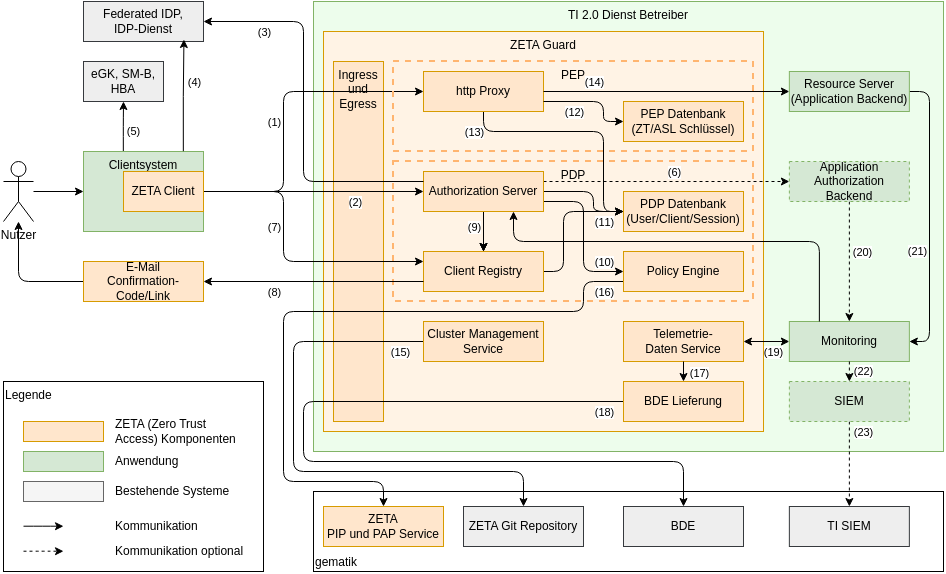 Federated IDP,
IDP-Dienst
(3)
TI 2.0 Dienst Betreiber
ZETA Guard
eGK, SM-B,
HBA
(4)
(5)
(1)
Ingress
und
Egress
PEP
http Proxy
(14)
(12)
(13)
PEP Datenbank
(ZT/ASL Schlüssel)
Resource Server
(Application Backend)
Clientsystem
ZETA Client
Nutzer
(2)
(7)
PDP
(6)
Authorization Server
(9)
(11)
PDP Datenbank
(User/Client/Session)
Application
Authorization
Backend
(20)
(21)
E-Mail
Confirmation-
Code/Link
(8)
Client Registry
(10)
(16)
Policy Engine
Cluster Management
Service
(15)
Telemetrie-
Daten Service
(19)
Monitoring
(17)
(22)
(18)
BDE Lieferung
SIEM
(23)
Legende
ZETA (Zero Trust
Access) Komponenten
Anwendung
Bestehende Systeme
Kommunikation
Kommunikation optional
ZETA
PIP und PAP Service
ZETA Git Repository
BDE
TI SIEM
gematik